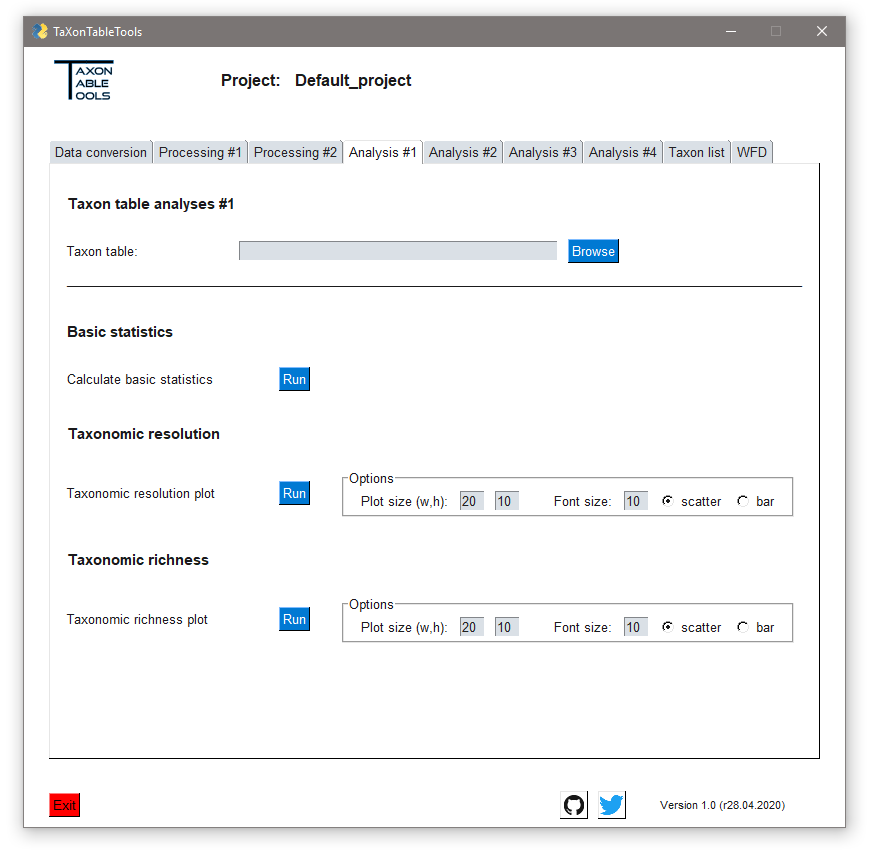 TaXonTableTools
TAXON
TABLE
TOOLS
Project: Default_project
Data conversion Processing #1 Processing #2 Analysis #1 Analysis #2 Analysis #3 Analysis #4 Taxon list WFD
Taxon table analyses #1
Taxon table: Browse
Basic statistics
Calculate basic statistics Run
Taxonomic resolution
Options
Taxonomic resolution plot Run Plot size (w,h): 20 10 Font size: 10 scatter bar
Taxonomic richness
Options
Taxonomic richness plot Run Plot size (w,h): 20 10 Font size: 10 scatter bar
Exit Version 1.0 (r28.04.2020)